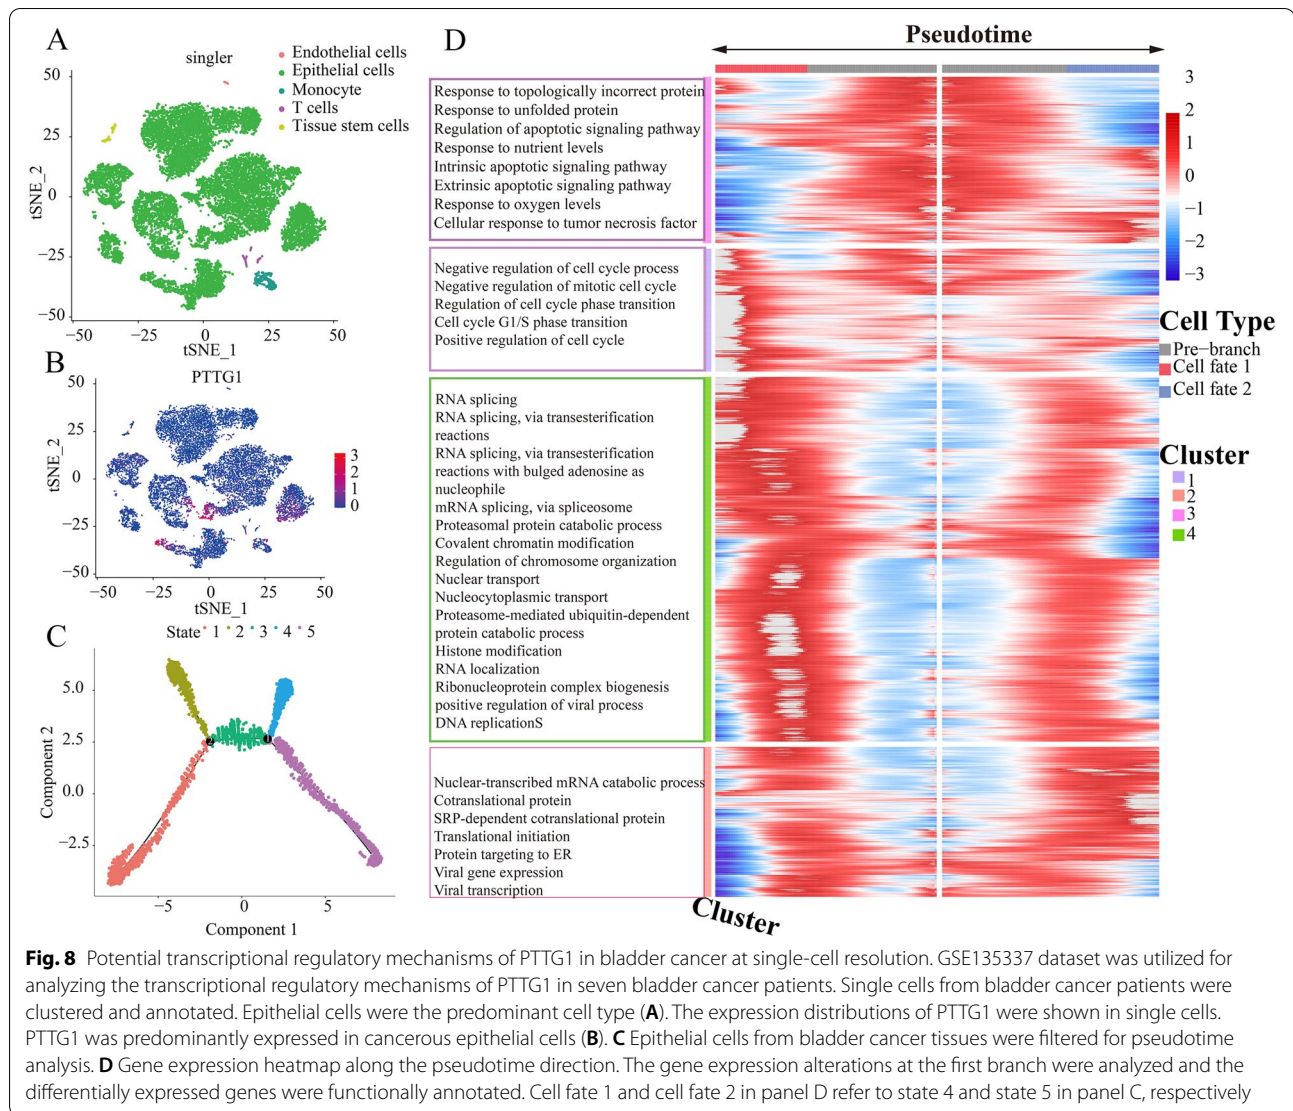 A
singler
Endothelial cells
Epithelial cells
Monocyte
T cells
Tissue stem cells
50
25
0
−25
−50
tSNE_2
−50 −25 0 25 50
tSNE_1
B
PTTG1
50
25
0
−25
−50
tSNE_2
3
2
1
0
−50 −25 0 25 50
tSNE_1
C
State 1 2 3 4 5
5.0
2.5
0.0
−2.5
Component 2
2 1
−5 0 5
Component 1
D
Pseudotime
Response to topologically incorrect protein
Response to unfolded protein
Regulation of apoptotic signaling pathway
Response to nutrient levels
Intrinsic apoptotic signaling pathway
Extrinsic apoptotic signaling pathway
Response to oxygen levels
Cellular response to tumor necrosis factor
Negative regulation of cell cycle process
Negative regulation of mitotic cell cycle
Regulation of cell cycle phase transition
Cell cycle G1/S phase transition
Positive regulation of cell cycle
RNA splicing
RNA splicing, via transesterification
reactions
RNA splicing, via transesterification
reactions with bulged adenosine as
nucleophile
mRNA splicing, via spliceosome
Proteasomal protein catabolic process
Covalent chromatin modification
Regulation of chromosome organization
Nuclear transport
Nucleocytoplasmic transport
Proteasome-mediated ubiquitin-dependent
protein catabolic process
Histone modification
RNA localization
Ribonucleoprotein complex biogenesis
positive regulation of viral process
DNA replicationS
Nuclear-transcribed mRNA catabolic process
Cotranslational protein
SRP-dependent cotranslational protein
Translational initiation
Protein targeting to ER
Viral gene expression
Viral transcription
Cluster
3
2
1
0
−1
−2
−3
Cell Type
Pre−branch
Cell fate 1
Cell fate 2
Cluster
1
2
3
4
Fig. 8 Potential transcriptional regulatory mechanisms of PTTG1 in bladder cancer at single-cell resolution. GSE135337 dataset was utilized for
analyzing the transcriptional regulatory mechanisms of PTTG1 in seven bladder cancer patients. Single cells from bladder cancer patients were
clustered and annotated. Epithelial cells were the predominant cell type (A). The expression distributions of PTTG1 were shown in single cells.
PTTG1 was predominantly expressed in cancerous epithelial cells (B). C Epithelial cells from bladder cancer tissues were filtered for pseudotime
analysis. D Gene expression heatmap along the pseudotime direction. The gene expression alterations at the first branch were analyzed and the
differentially expressed genes were functionally annotated. Cell fate 1 and cell fate 2 in panel D refer to state 4 and state 5 in panel C, respectively